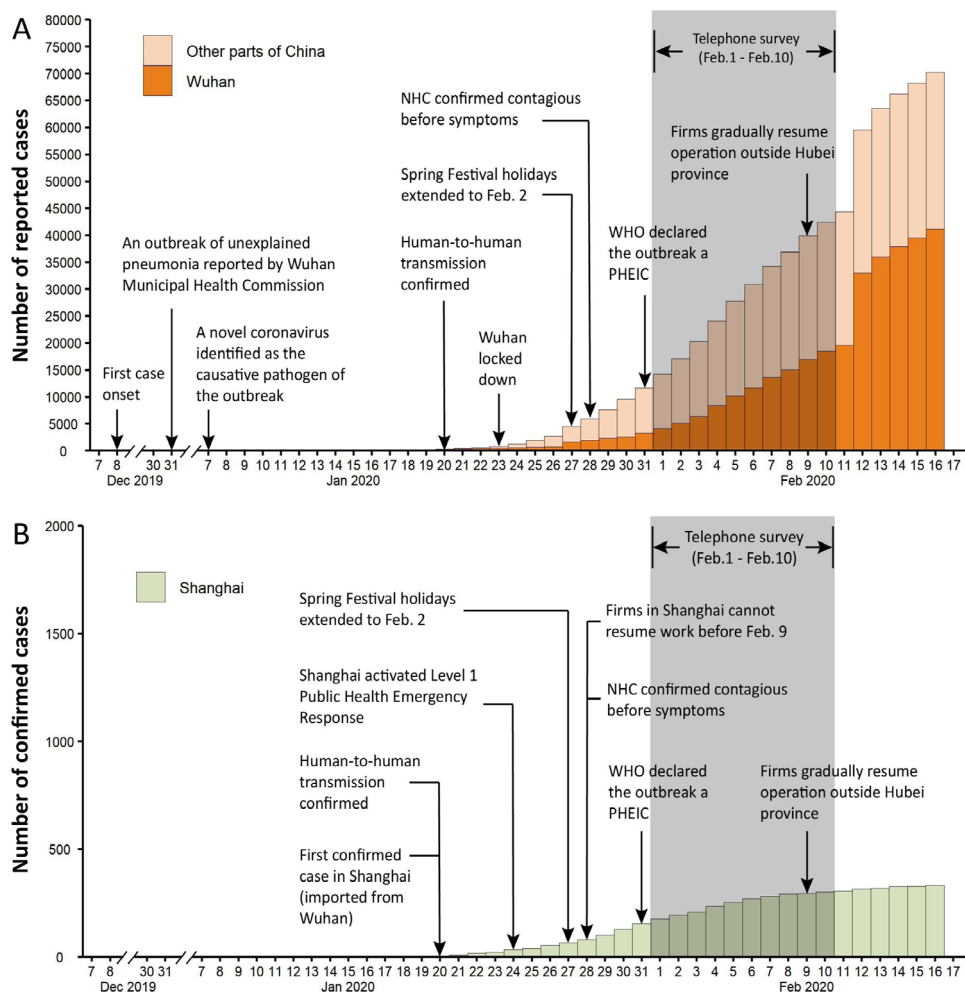 A
Other parts of China
Wuhan
Telephone survey
(Feb.1 - Feb.10)
NHC confirmed contagious
before symptoms
Firms gradually resume
operation outside Hubei
province
Spring Festival holidays
extended to Feb. 2
An outbreak of unexplained
pneumonia reported by Wuhan
Municipal Health Commission
Human-to-human
transmission
confirmed
WHO declared
the outbreak a
PHEIC
A novel coronavirus
identified as the
causative pathogen of
the outbreak
Wuhan
locked
down
First case
onset
Number of reported cases
80000
75000
70000
65000
60000
55000
50000
45000
40000
35000
30000
25000
20000
15000
10000
5000
0
7 8 30 31 7 8 9 10 11 12 13 14 15 16 17 18 19 20 21 22 23 24 25 26 27 28 29 30 31 1 2 3 4 5 6 7 8 9 10 11 12 13 14 15 16 17
Dec 2019 Jan 2020 Feb 2020
B
Shanghai
Telephone survey
(Feb.1 - Feb.10)
Spring Festival holidays
extended to Feb. 2
Firms in Shanghai cannot
resume work before Feb. 9
Shanghai activated Level 1
Public Health Emergency
Response
NHC confirmed contagious
before symptoms
Human-to-human
transmission
confirmed
WHO declared
the outbreak a
PHEIC
Firms gradually resume
operation outside Hubei
province
First confirmed
case in Shanghai
(imported from
Wuhan)
Number of confirmed cases
2000
1500
1000
500
0
7 8 30 31 7 8 9 10 11 12 13 14 15 16 17 18 19 20 21 22 23 24 25 26 27 28 29 30 31 1 2 3 4 5 6 7 8 9 10 11 12 13 14 15 16 17
Dec 2019 Jan 2020 Feb 2020